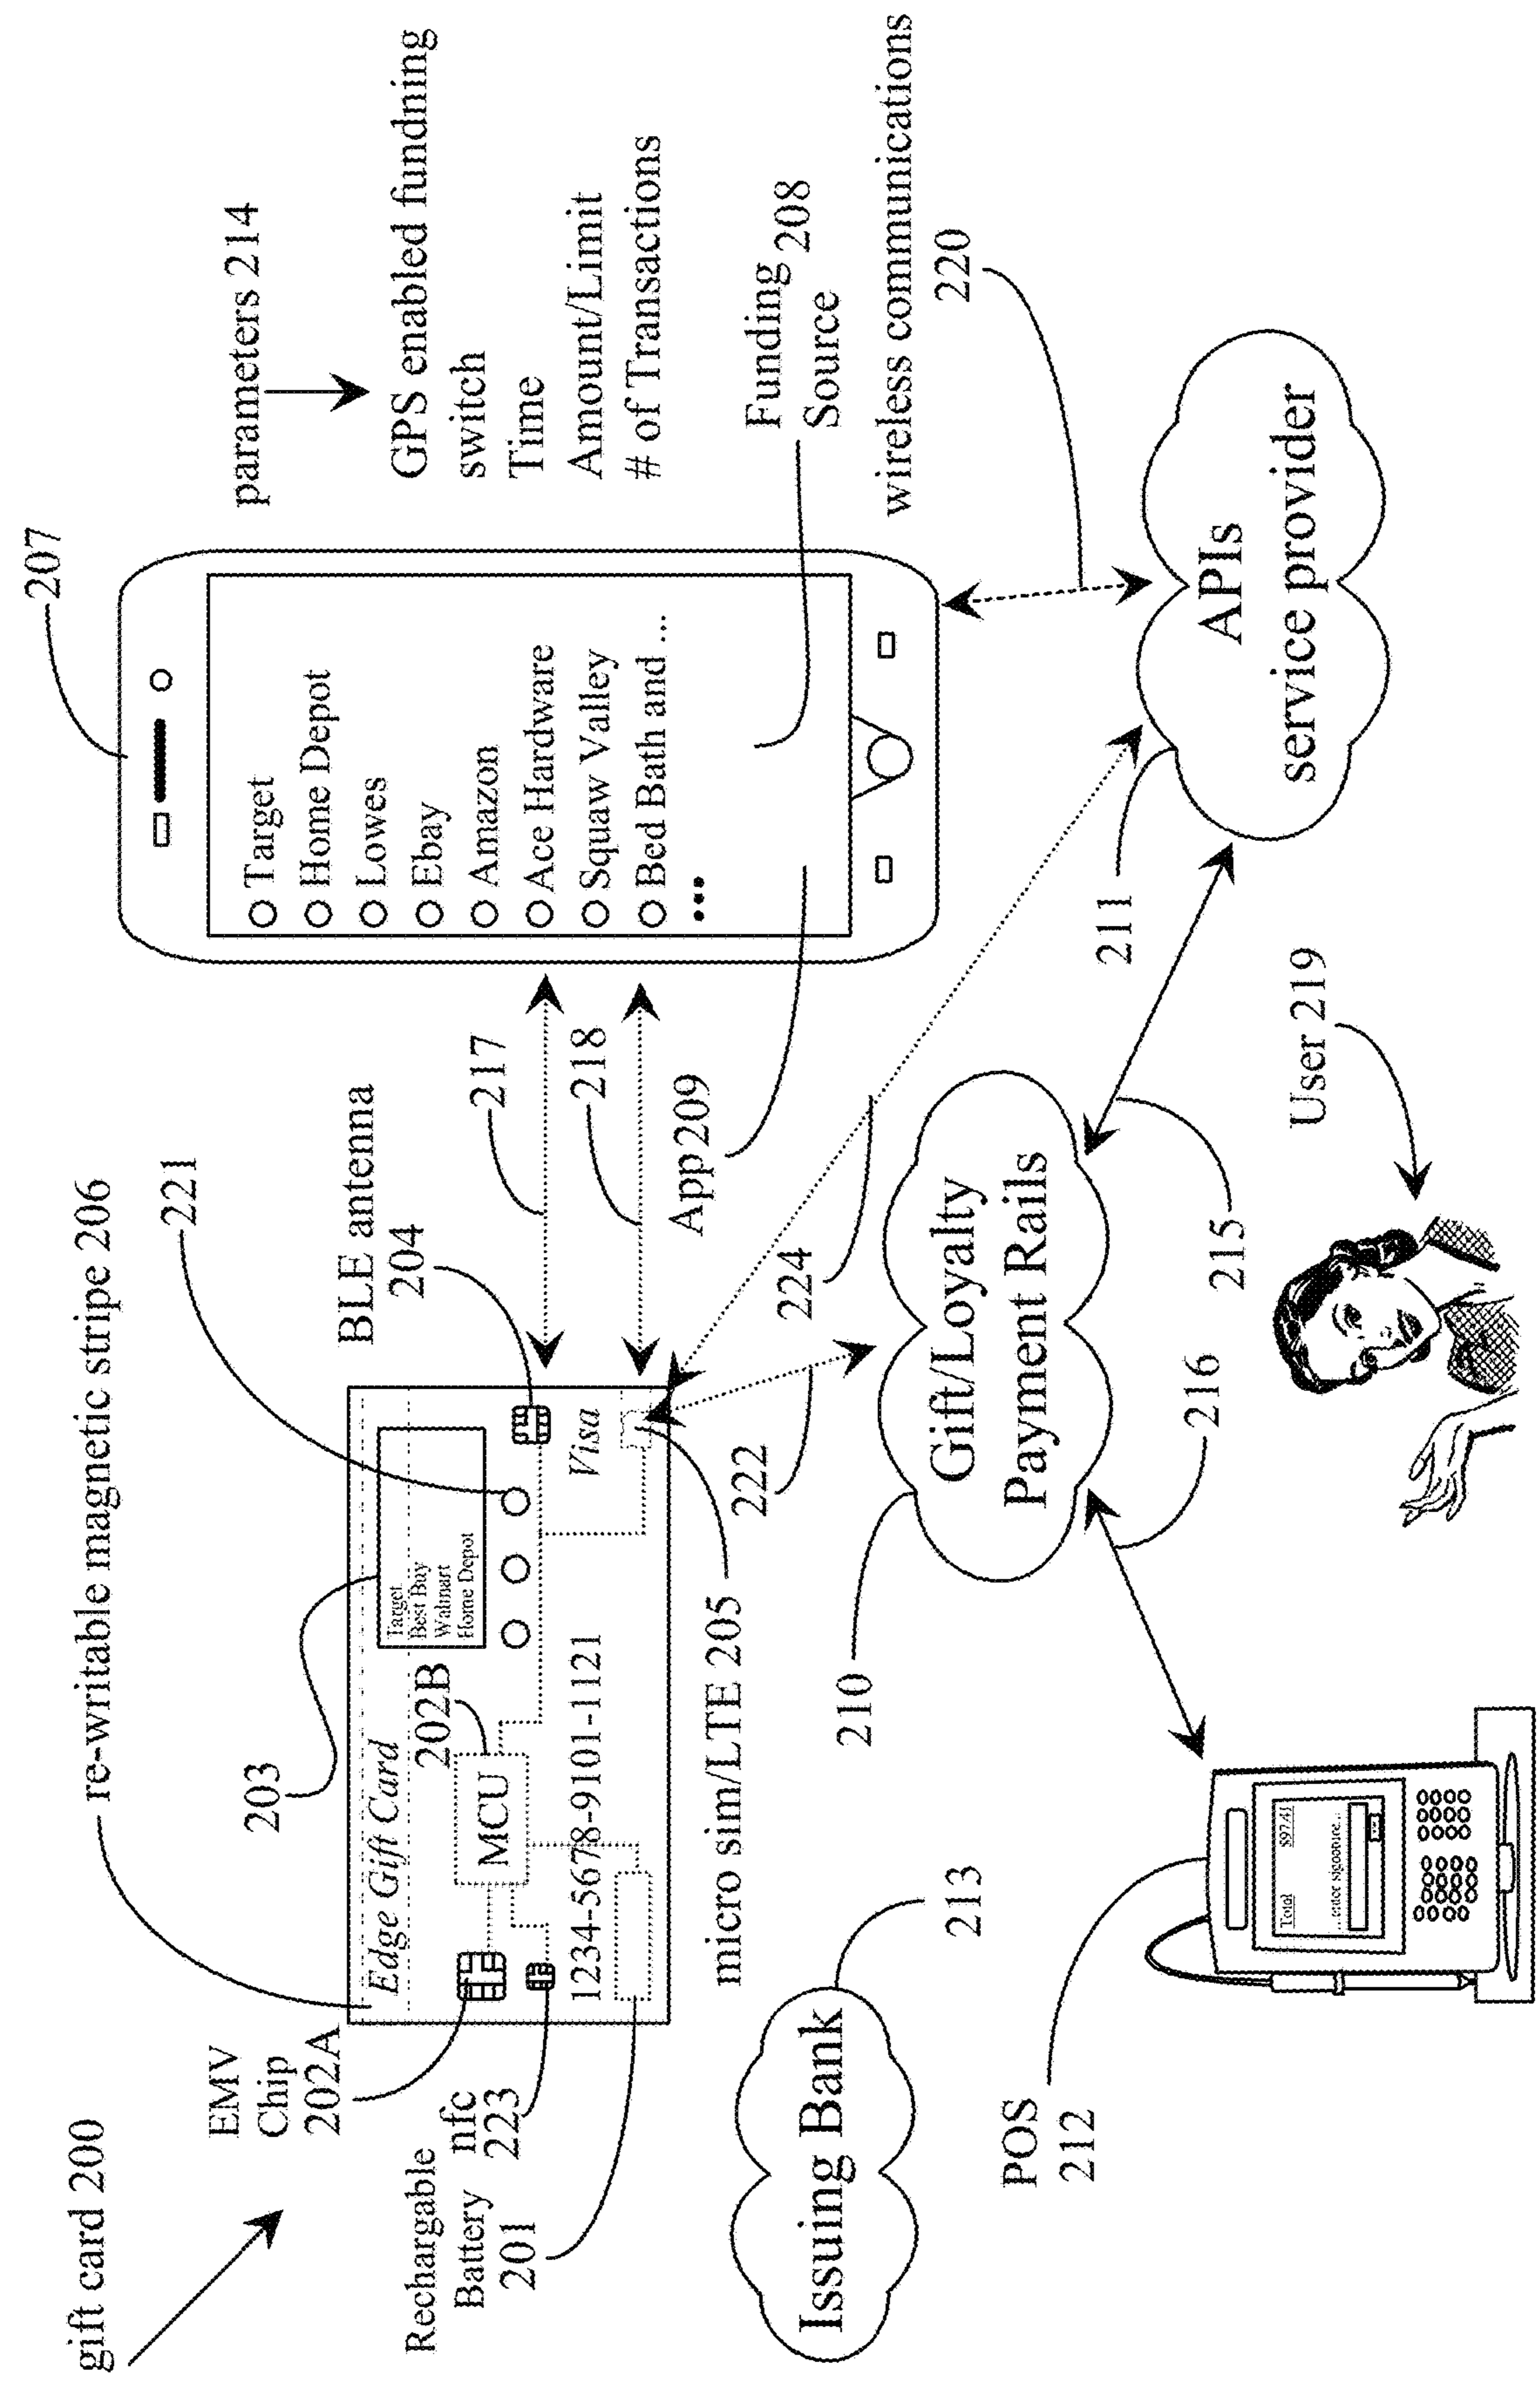 gift card 200
re-writable magnetic stripe 206
EMV
Chip
202A
203
221
BLE antenna
204
207
parameters 214
GPS enabled fundning
switch
Time
Amount/Limit
# of Transactions
Edge Gift Card
Target
Best Buy
Walmart
Home Depot
202B
MCU
Visa
1234-5678-9101-1121
Rechargable
Battery
201
nfc
223
micro sim/LTE 205
217
218
App 209
Target
Home Depot
Lowes
Ebay
Amazon
Ace Hardware
Squaw Valley
Bed Bath and ...
•••
Funding
Source
208
wireless communications
220
222
224
Issuing Bank
213
210
Gift/Loyalty
Payment Rails
211
APIs
service provider
POS
212
Total $97.43
...enter signature...
216
215
User 219